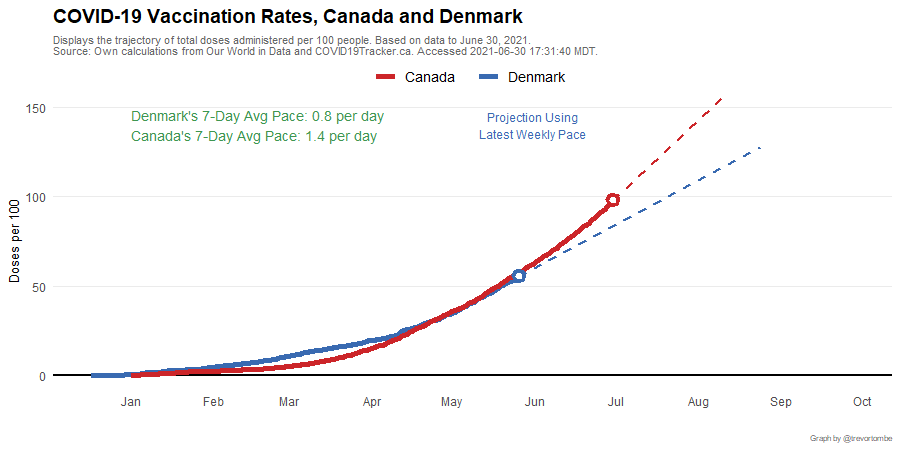 COVID-19 Vaccination Rates, Canada and Denmark
Displays the trajectory of total doses administered per 100 people. Based on data to June 30, 2021.
Source: Own calculations from Our World in Data and COVID19Tracker.ca. Accessed 2021-06-30 17:31:40 MDT.
Canada Denmark
Denmark's 7-Day Avg Pace: 0.8 per day
Canada's 7-Day Avg Pace: 1.4 per day
Projection Using
Latest Weekly Pace
Doses per 100
150
100
50
0
Jan Feb Mar Apr May Jun Jul Aug Sep Oct
Graph by @trevortombe